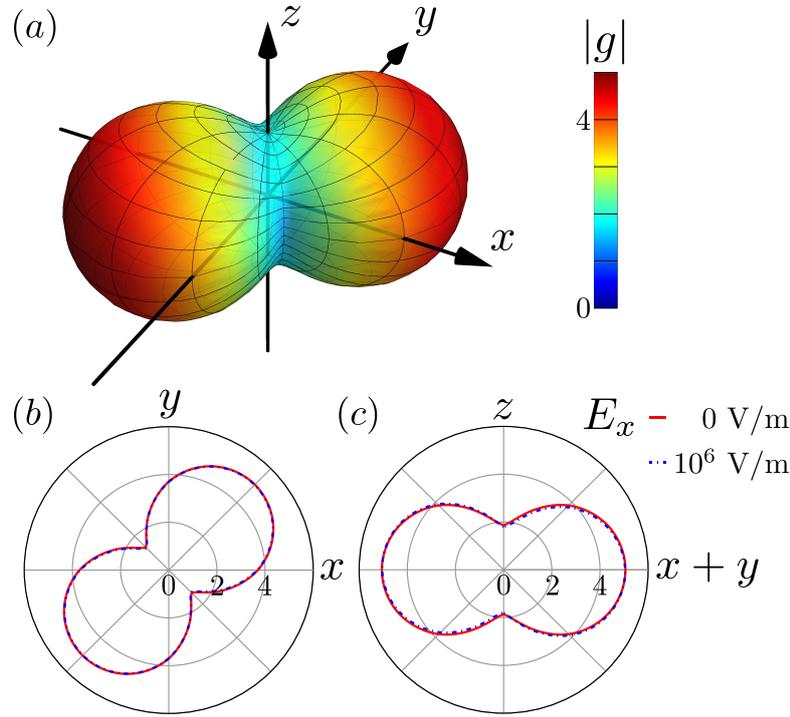 (a)
z
y
|g|
4
x
0
(b)
y
(c)
z
E_x
0 V/m
10^6 V/m
0 2 4
x
0 2 4
x + y